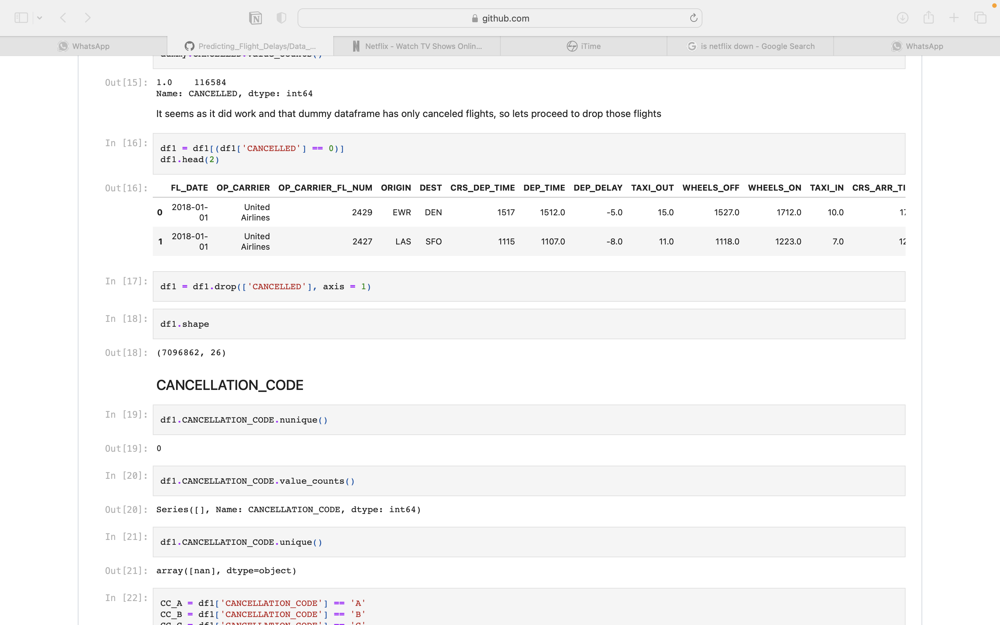 github.com
WhatsApp
Predicting_Flight_Delays/Data_...
Netflix - Watch TV Shows Onlin...
iTime
is netflix down - Google Search
WhatsApp
dummy.CANCELLED.value_counts()
Out[15]: 1.0 116584
Name: CANCELLED, dtype: int64
It seems as it did work and that dummy dataframe has only canceled flights, so lets proceed to drop those flights
In [16]: df1 = df1[(df1['CANCELLED'] == 0)]
df1.head(2)
Out[16]: FL_DATE OP_CARRIER OP_CARRIER_FL_NUM ORIGIN DEST CRS_DEP_TIME DEP_TIME DEP_DELAY TAXI_OUT WHEELS_OFF WHEELS_ON TAXI_IN CRS_ARR_TI
0 2018-01-01 United Airlines 2429 EWR DEN 1517 1512.0 -5.0 15.0 1527.0 1712.0 10.0 17
1 2018-01-01 United Airlines 2427 LAS SFO 1115 1107.0 -8.0 11.0 1118.0 1223.0 7.0 12
In [17]: df1 = df1.drop(['CANCELLED'], axis = 1)
In [18]: df1.shape
Out[18]: (7096862, 26)
CANCELLATION_CODE
In [19]: df1.CANCELLATION_CODE.nunique()
Out[19]: 0
In [20]: df1.CANCELLATION_CODE.value_counts()
Out[20]: Series([], Name: CANCELLATION_CODE, dtype: int64)
In [21]: df1.CANCELLATION_CODE.unique()
Out[21]: array([nan], dtype=object)
In [22]: CC_A = df1['CANCELLATION_CODE'] == 'A'
CC_B = df1['CANCELLATION_CODE'] == 'B'
CC_C = df1['CANCELLATION_CODE'] == 'C'